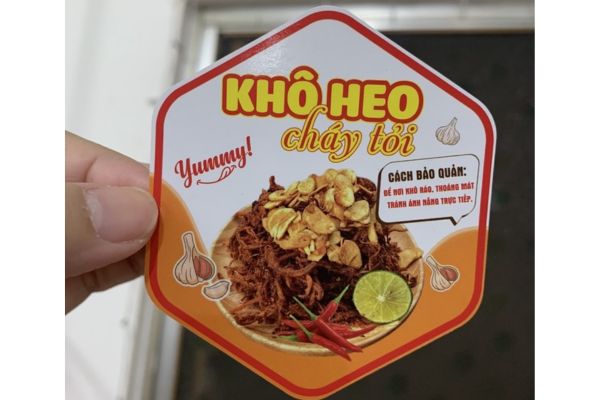 KHÔ HEO
cháy tỏi
Yummy!
CÁCH BẢO QUẢN:
ĐỂ NƠI KHÔ RÁO, THOÁNG MÁT
TRÁNH ÁNH NẮNG TRỰC TIẾP.